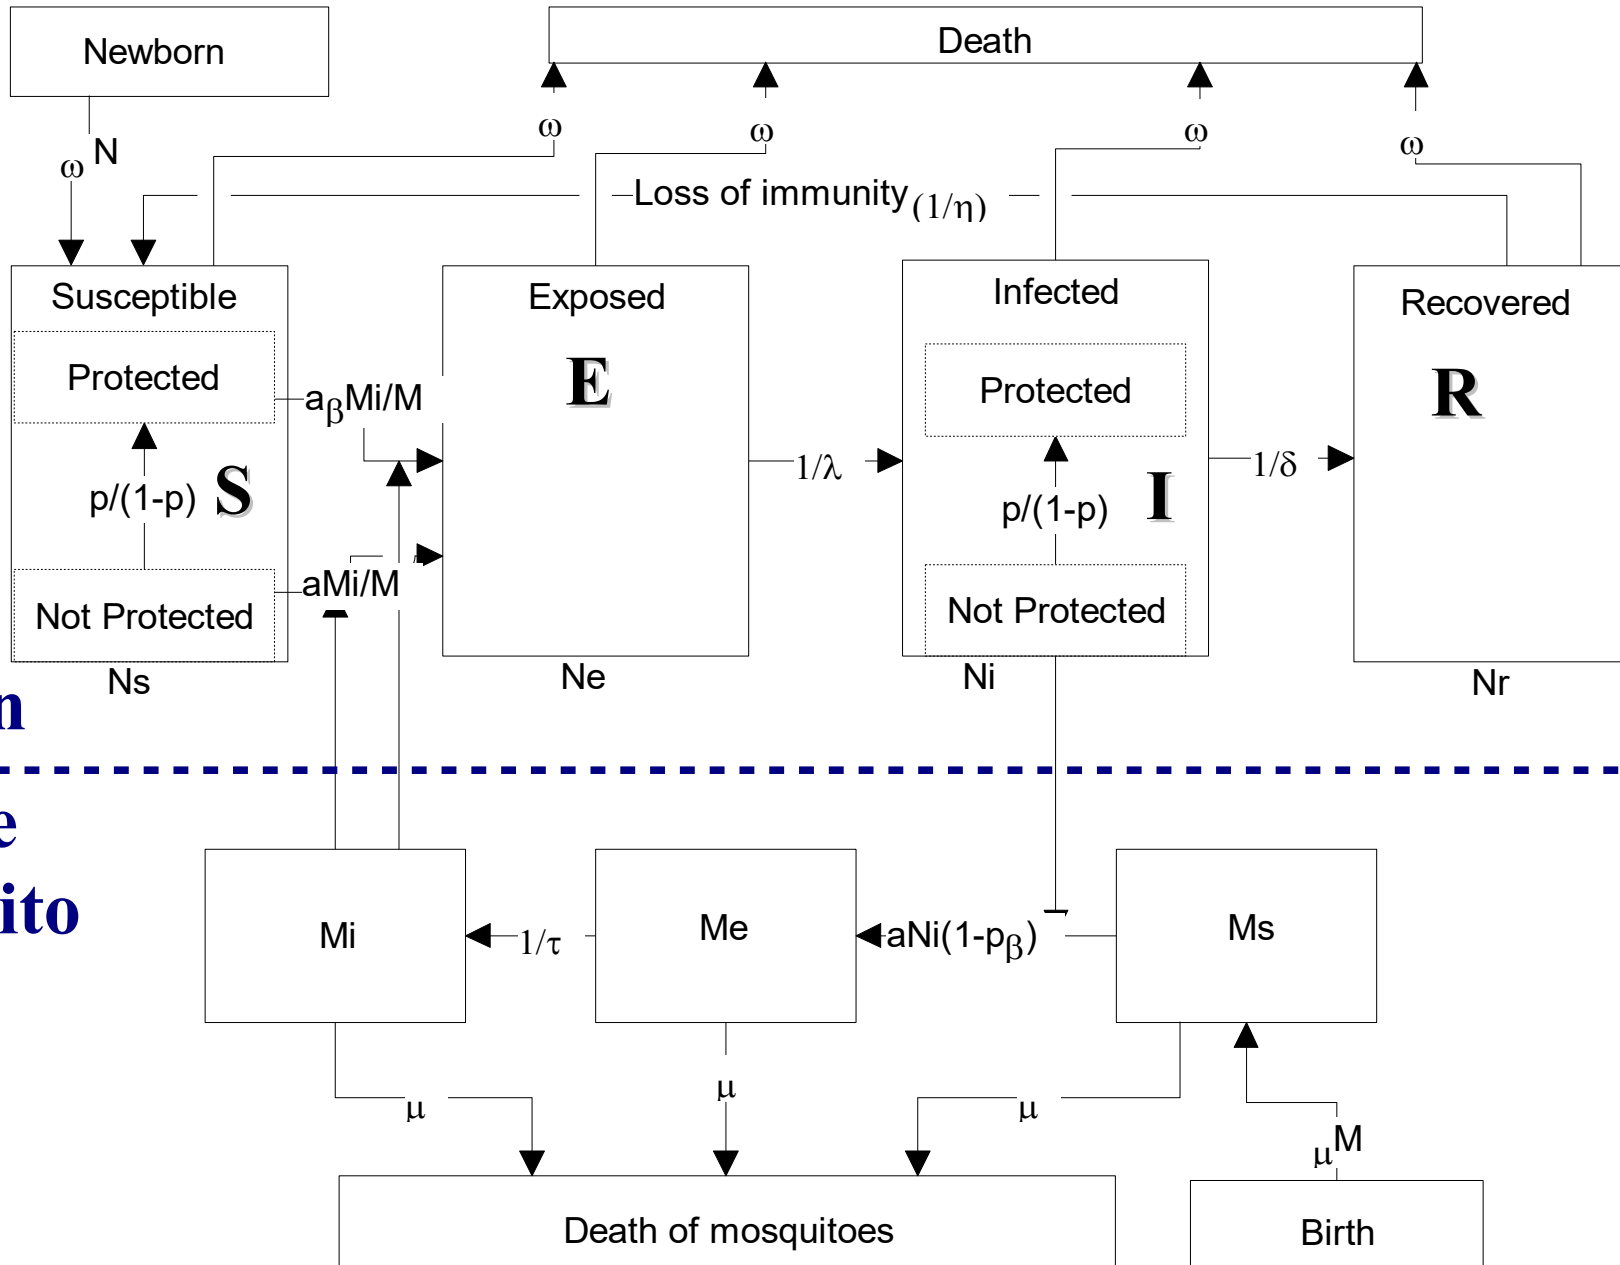 Newborn
Death
N
ω
ω
ω
ω
ω
Loss of immunity (1/η)
Susceptible
Exposed
Infected
Recovered
Protected
E
Protected
R
aβMi/M
p/(1-p)
S
1/λ
p/(1-p)
I
1/δ
aMi/M
Not Protected
Not Protected
Ns
Ne
Ni
Nr
n
e
ito
Mi
1/τ
Me
aNi(1-pβ)
Ms
μ
μ
μ
μM
Death of mosquitoes
Birth